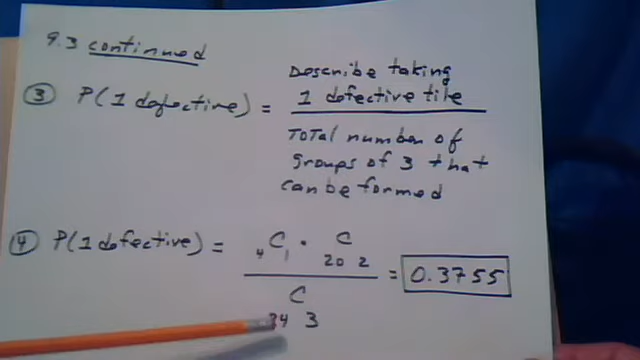 9.3 continued
③ P(1 defective) =
Describe taking
1 defective tile
Total number of
groups of 3 that
can be formed
④ P(1 defective) = ₄C₁ · ₂₀C₂ / ₂₄C₃ = 0.3755